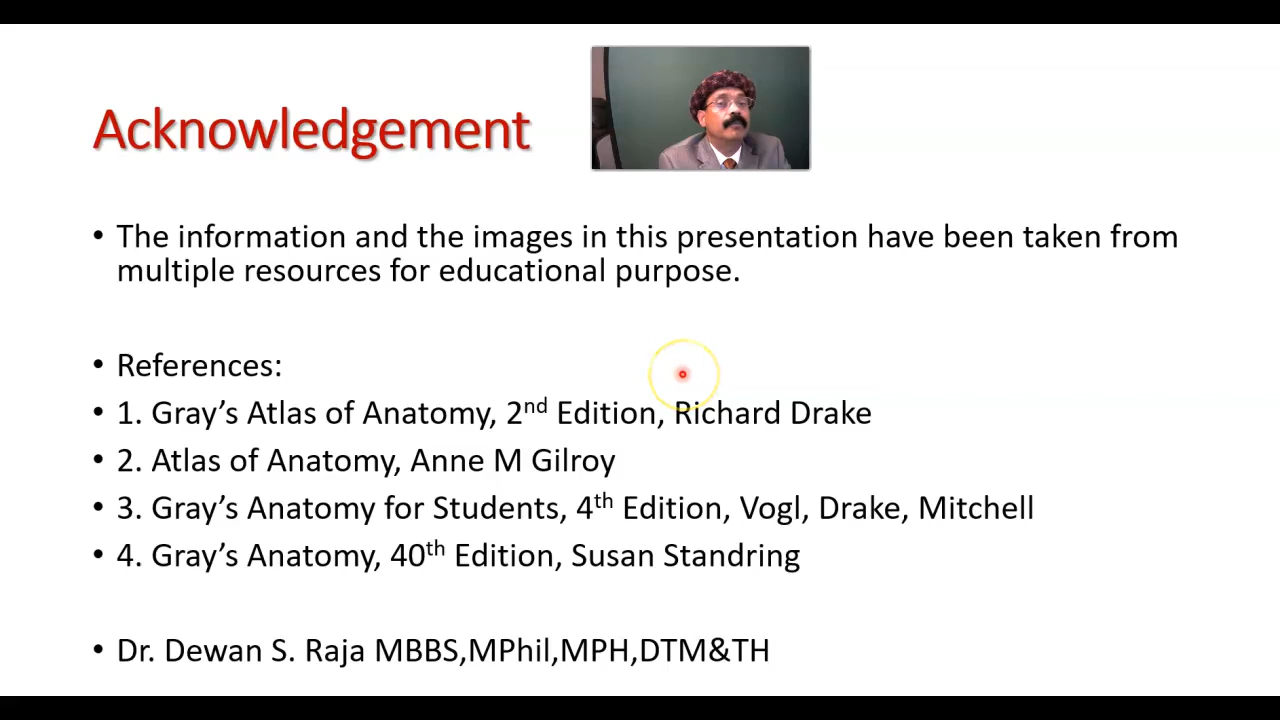 Acknowledgement
• The information and the images in this presentation have been taken from
multiple resources for educational purpose.
• References:
• 1. Gray’s Atlas of Anatomy, 2nd Edition, Richard Drake
• 2. Atlas of Anatomy, Anne M Gilroy
• 3. Gray’s Anatomy for Students, 4th Edition, Vogl, Drake, Mitchell
• 4. Gray’s Anatomy, 40th Edition, Susan Standring
• Dr. Dewan S. Raja MBBS,MPhil,MPH,DTM&TH